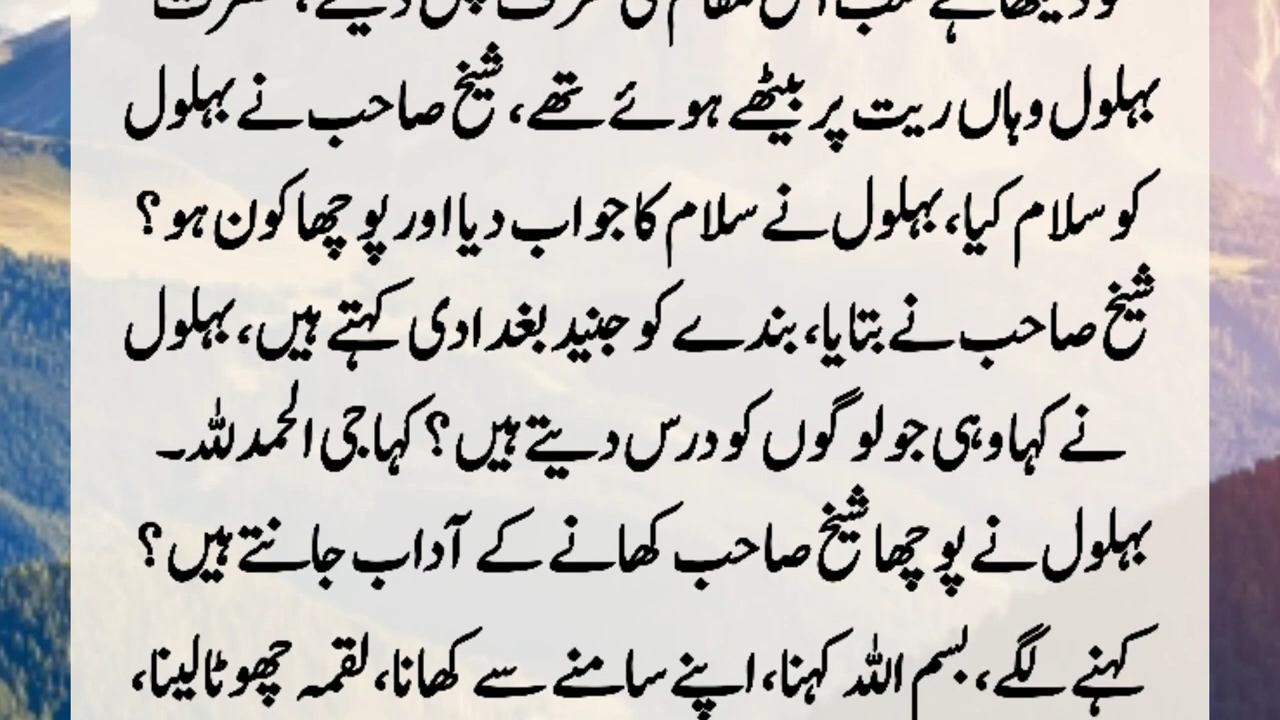 بہلول وہاں ریت پر بیٹھے ہوئے تھے، شیخ صاحب نے بہلول
کو سلام کیا، بہلول نے سلام کا جواب دیا اور پوچھا کون ہو؟
شیخ صاحب نے بتایا، بندے کو جنید بغدادی کہتے ہیں، بہلول
نے کہا وہی جو لوگوں کو درس دیتے ہیں؟ کہا جی الحمدللہ۔
بہلول نے پوچھا شیخ صاحب کھانے کے آداب جانتے ہیں؟
کہنے لگے، بسم اللہ کہنا، اپنے سامنے سے کھانا، لقمہ چھوٹا لینا،